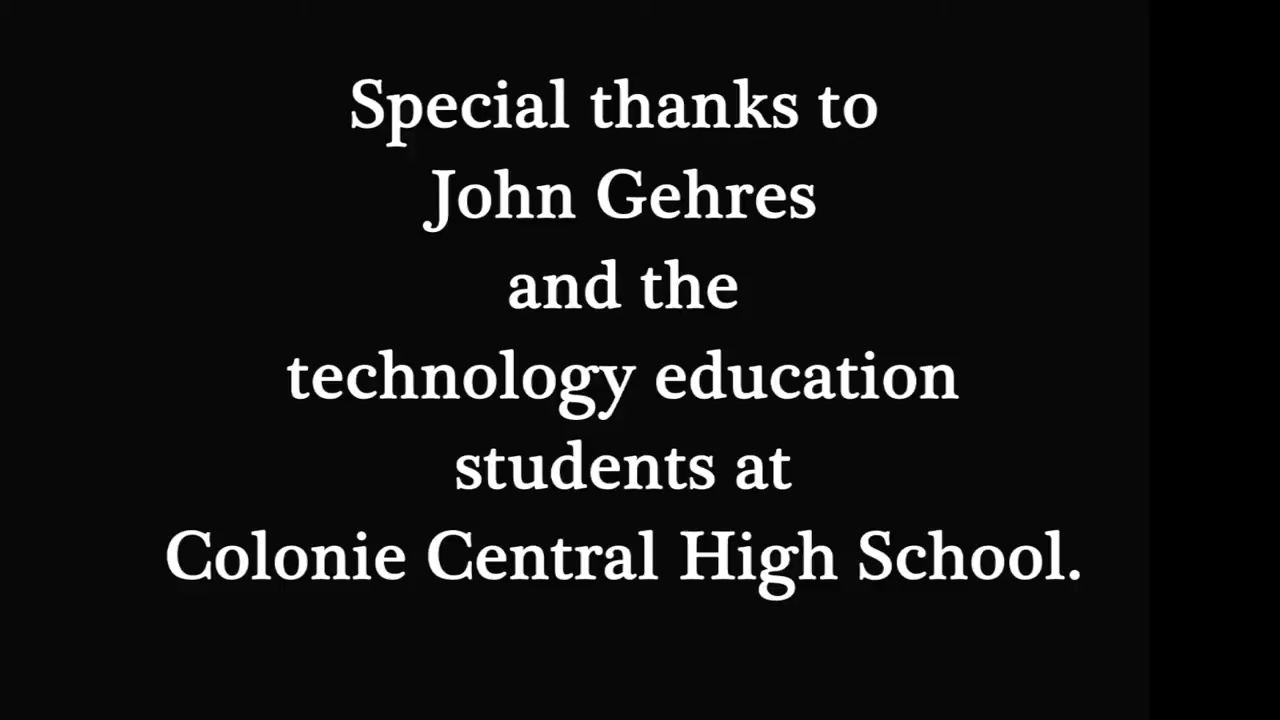 Special thanks to
John Gehres
and the
technology education
students at
Colonie Central High School.